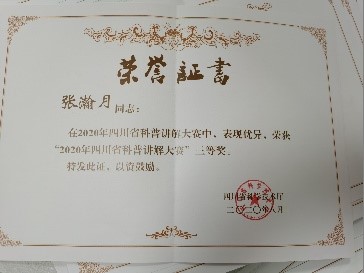 荣誉证书
张瀚月同志：
在2020年四川省科普讲解大赛中，表现优异，荣获
“2020年四川省科普讲解大赛”三等奖。
特发此证，以资鼓励。
四川省科学技术厅
二〇二〇年八月